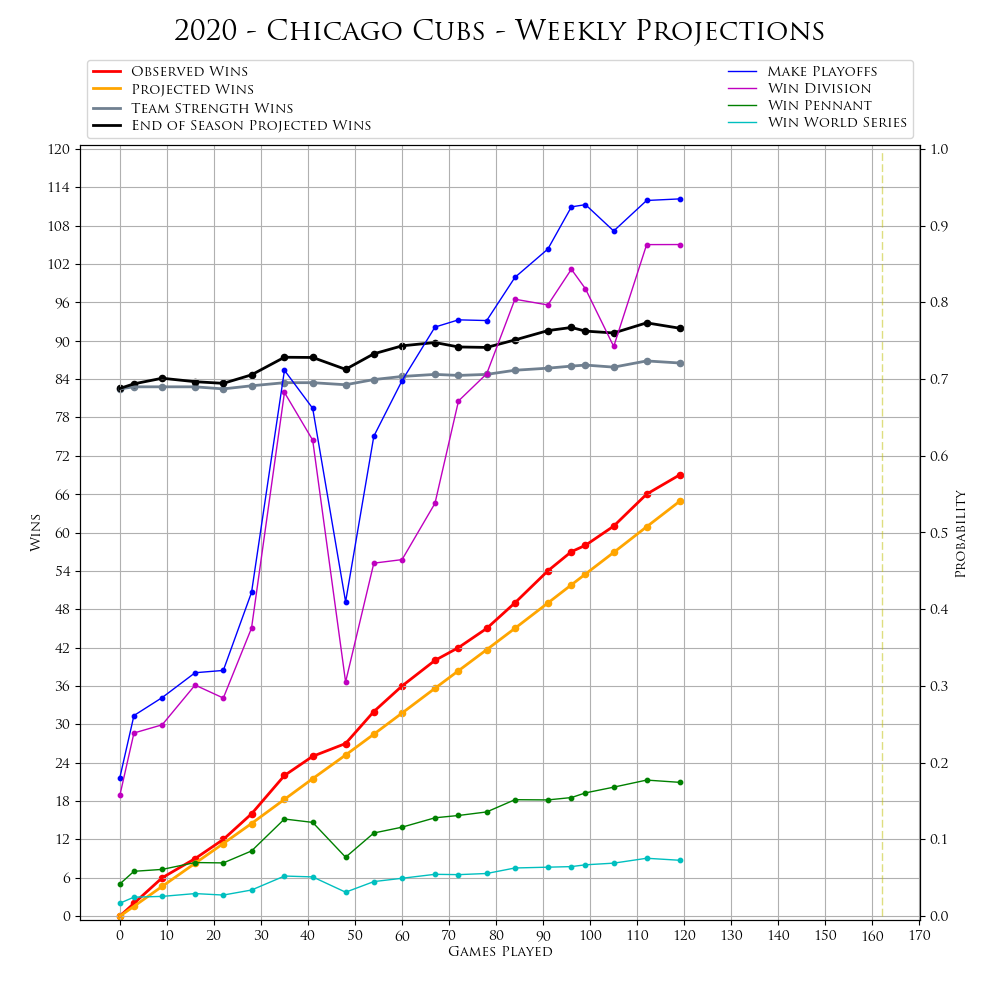 2020 - Chicago Cubs - Weekly Projections
Observed Wins
Projected Wins
Team Strength Wins
End of Season Projected Wins
Make Playoffs
Win Division
Win Pennant
Win World Series
120
114
108
102
96
90
84
78
72
66
60
54
48
42
36
30
24
18
12
6
0
Wins
1.0
0.9
0.8
0.7
0.6
0.5
0.4
0.3
0.2
0.1
0.0
Probability
0 10 20 30 40 50 60 70 80 90 100 110 120 130 140 150 160 170
Games Played